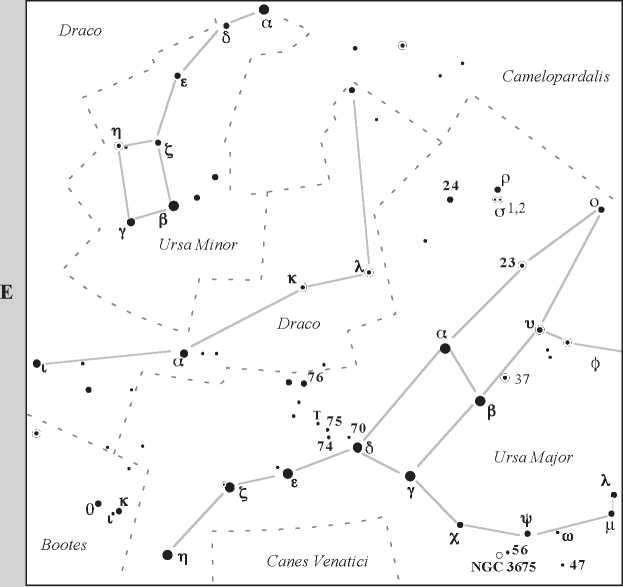 α
Draco
δ
Camelopardalis
ε
η
ζ
24
ρ
σ 1,2
ο
β
γ
Ursa Minor
κ
λ
23
Draco
υ
α
α
ι
φ
76
37
β
T
75
74
70
δ
Ursa Major
ζ
ε
γ
λ
θ
κ
ι
χ
ψ
ω
μ
Bootes
η
Canes Venatici
56
NGC 3675
47
E